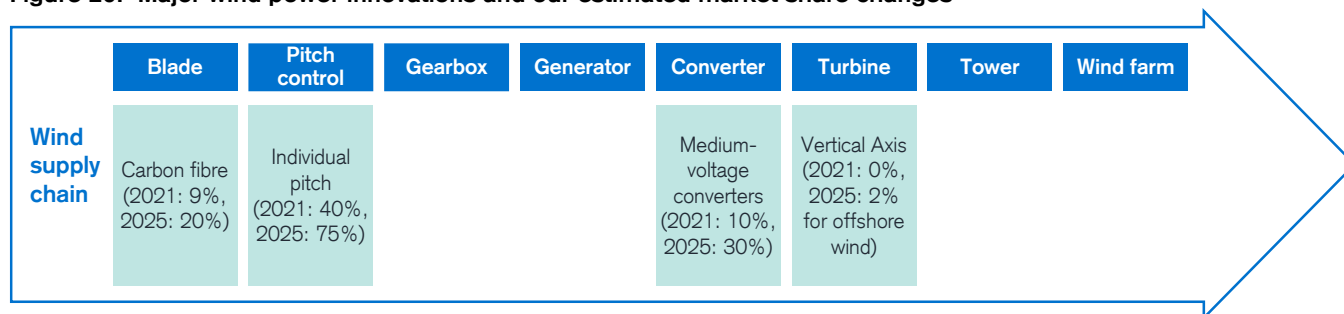 Figure 20: Major wind power innovations and our estimated market share changes
Blade
Pitch
control
Gearbox
Generator
Converter
Turbine
Tower
Wind farm
Wind
supply
chain
Carbon fibre
(2021: 9%,
2025: 20%)
Individual
pitch
(2021: 40%,
2025: 75%)
Medium-
voltage
converters
(2021: 10%,
2025: 30%)
Vertical Axis
(2021: 0%,
2025: 2%
for offshore
wind)